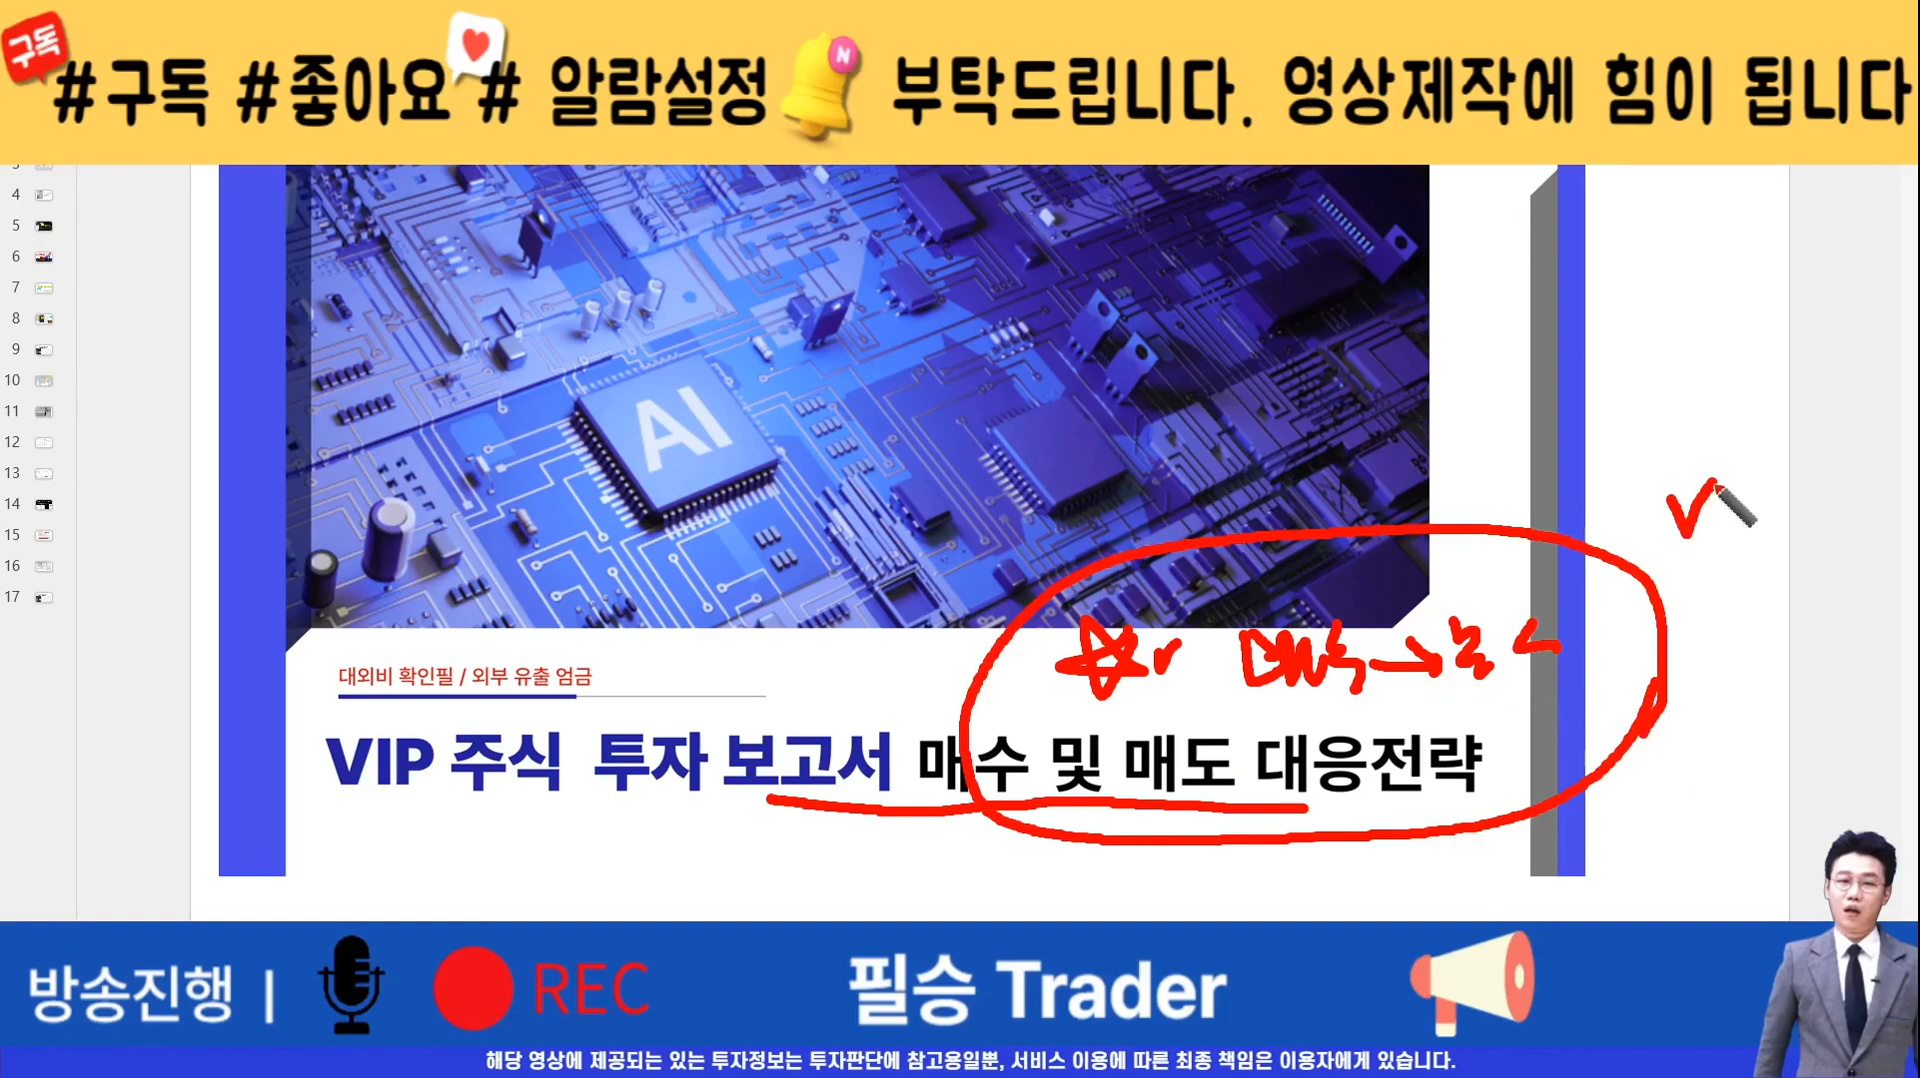 구독
#구독 #좋아요 # 알람설정 N 부탁드립니다. 영상제작에 힘이 됩니다
4
5
6
7
8
9
10
11
12
13
14
15
16
17
AI
대외비 확인필 / 외부 유출 엄금
VIP 주식 투자 보고서 매수 및 매도 대응전략
방송진행 | REC 필승 Trader
해당 영상에 제공되는 있는 투자정보는 투자판단에 참고용일뿐, 서비스 이용에 따른 최종 책임은 이용자에게 있습니다.